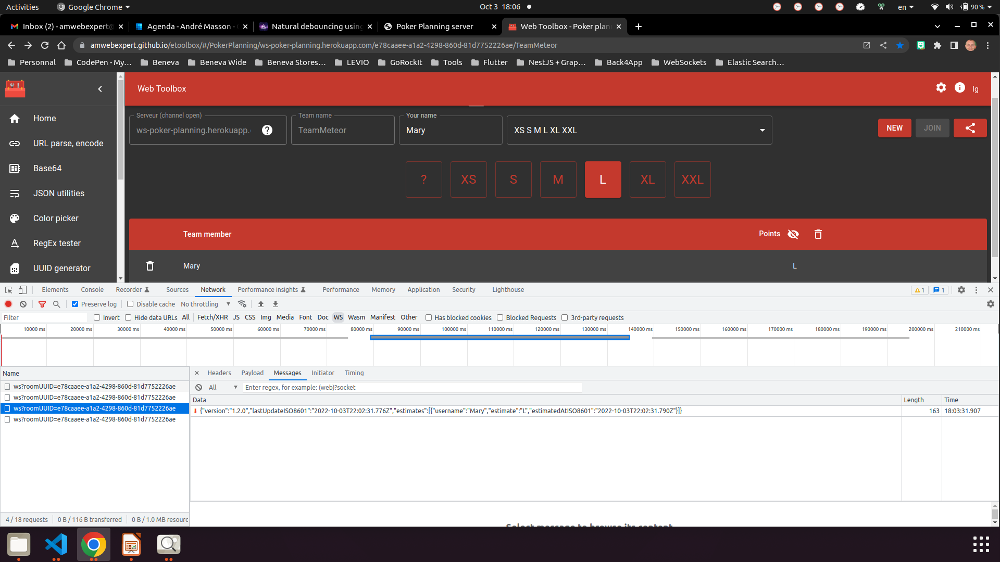 Activities Google Chrome Oct 3 18:06 en 90 %
Inbox (2) - amwebexpert@ Agenda - André Masson - Natural debouncing using Poker Planning server Web Toolbox - Poker plan
amwebexpert.github.io/etoolbox/#/PokerPlanning/ws-poker-planning.herokuapp.com/e78caaee-a1a2-4298-860d-81d7752226ae/TeamMeteor
Personnal CodePen - My... Beneva Beneva Wide Beneva Stores... LEVIO GoRockIt Tools Flutter NestJS + Grap... Back4App WebSockets Elastic Search...
Web Toolbox lg
Home
URL parse, encode
Base64
JSON utilities
Color picker
RegEx tester
UUID generator
Serveur (channel open) Team name Your name
ws-poker-planning.herokuapp. TeamMeteor Mary XS S M L XL XXL NEW JOIN
? XS S M L XL XXL
Team member Points
Mary L
Elements Console Recorder Sources Network Performance insights Performance Memory Application Security Lighthouse 1 1
Preserve log Disable cache No throttling
Filter Invert Hide data URLs All Fetch/XHR JS CSS Img Media Font Doc WS Wasm Manifest Other Has blocked cookies Blocked Requests 3rd-party requests
10000 ms 20000 ms 30000 ms 40000 ms 50000 ms 60000 ms 70000 ms 80000 ms 90000 ms 100000 ms 110000 ms 120000 ms 130000 ms 140000 ms 150000 ms 160000 ms 170000 ms 180000 ms 190000 ms 200000 ms 210000 ms
Name Headers Payload Messages Initiator Timing
ws?roomUUID=e78caaee-a1a2-4298-860d-81d7752226ae
ws?roomUUID=e78caaee-a1a2-4298-860d-81d7752226ae
ws?roomUUID=e78caaee-a1a2-4298-860d-81d7752226ae
ws?roomUUID=e78caaee-a1a2-4298-860d-81d7752226ae
All Enter regex, for example: (web)?socket
Data Length Time
{"version":"1.2.0","lastUpdateISO8601":"2022-10-03T22:02:31.776Z","estimates":[{"username":"Mary","estimate":"L","estimatedAtISO8601":"2022-10-03T22:02:31.790Z"}]} 163 18:03:31.907
Select message to browse its content
4 / 18 requests 0 B / 116 B transferred 0 B / 1.0 MB resourc